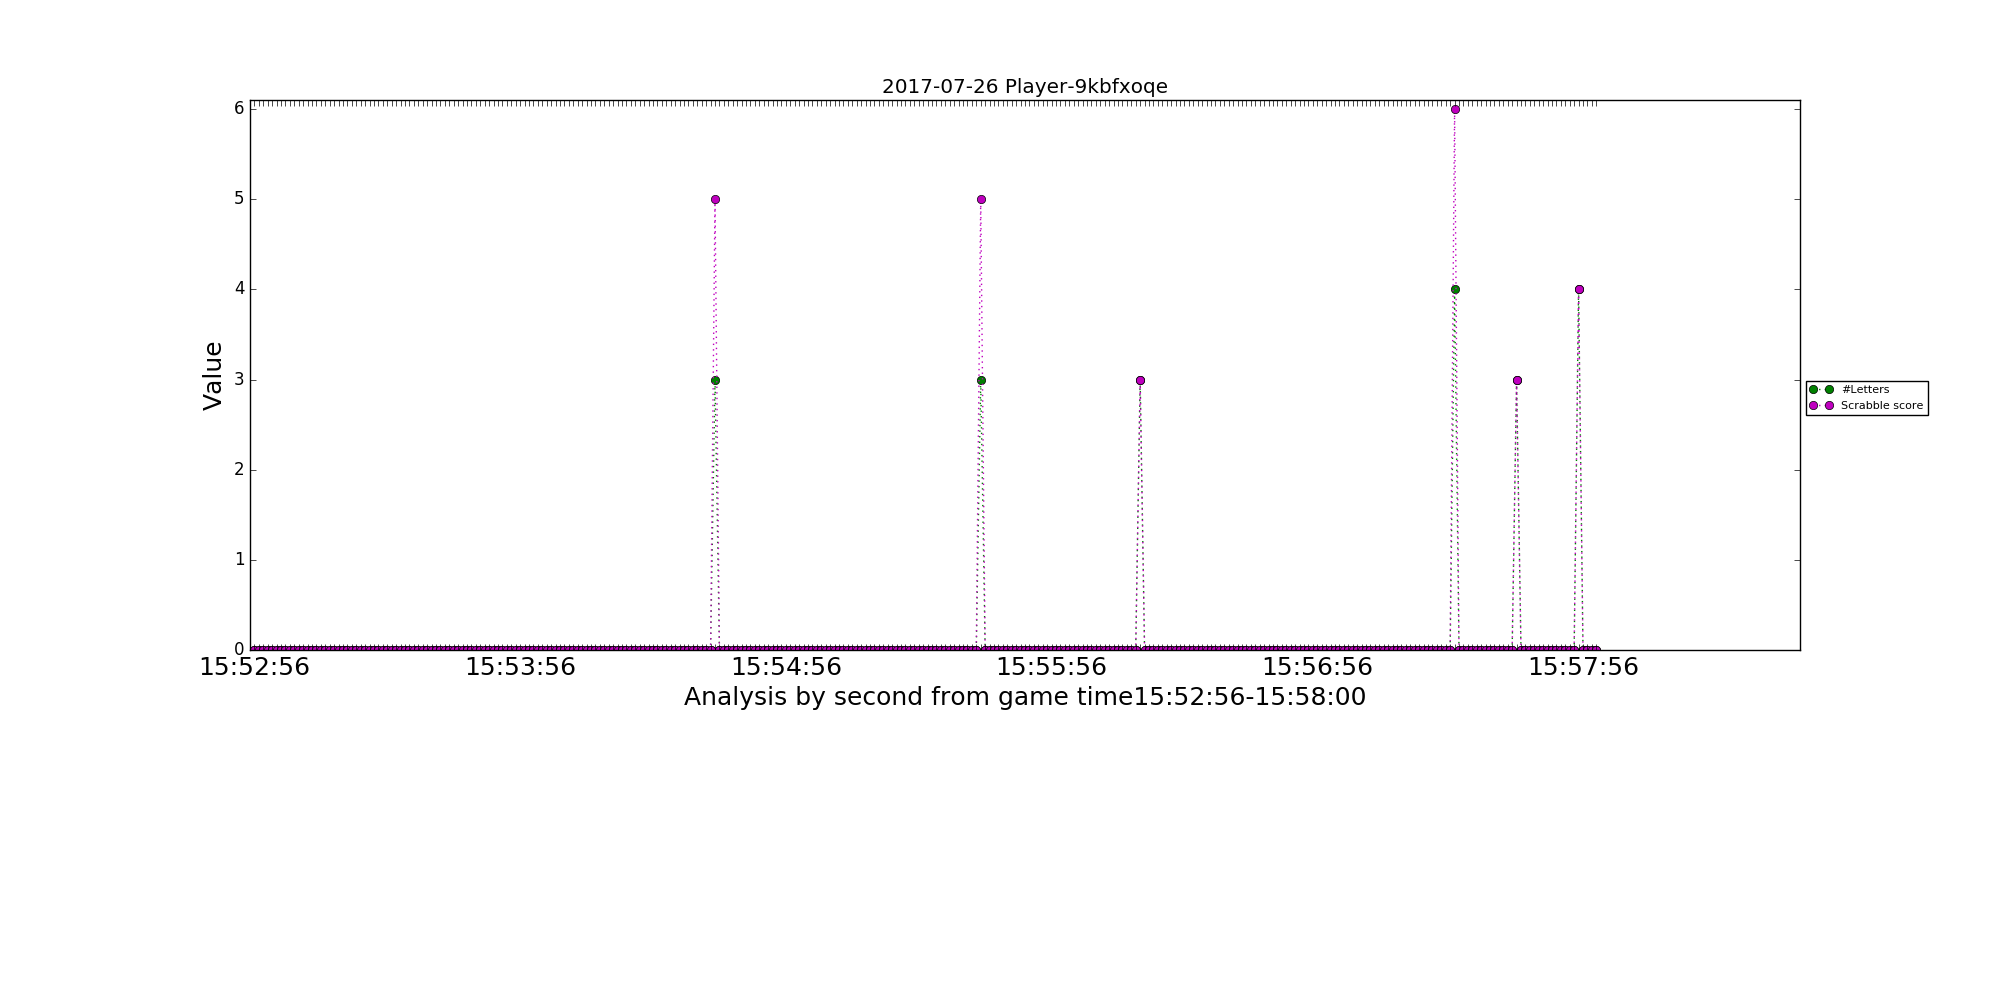 2017-07-26 Player-9kbfxoqe
6
5
4
3
2
1
0
Value
#Letters
Scrabble score
15:52:56 15:53:56 15:54:56 15:55:56 15:56:56 15:57:56
Analysis by second from game time15:52:56-15:58:00